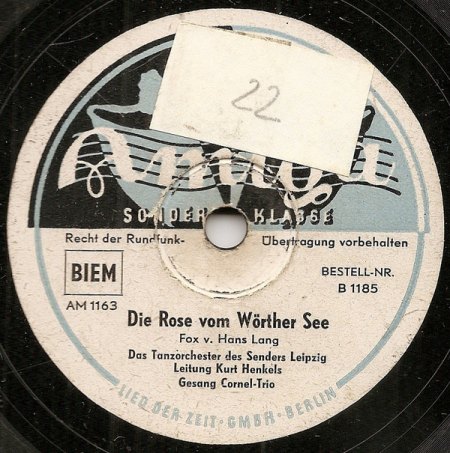 22
Amiga
SONDER KLASSE
Recht der Rundfunk- Übertragung vorbehalten
BIEM
BESTELL-NR.
B 1185
AM 1163
Die Rose vom Wörther See
Fox v. Hans Lang
Das Tanzorchester des Senders Leipzig
Leitung Kurt Henkels
Gesang Cornel-Trio
LIED DER ZEIT · GMBH · BERLIN